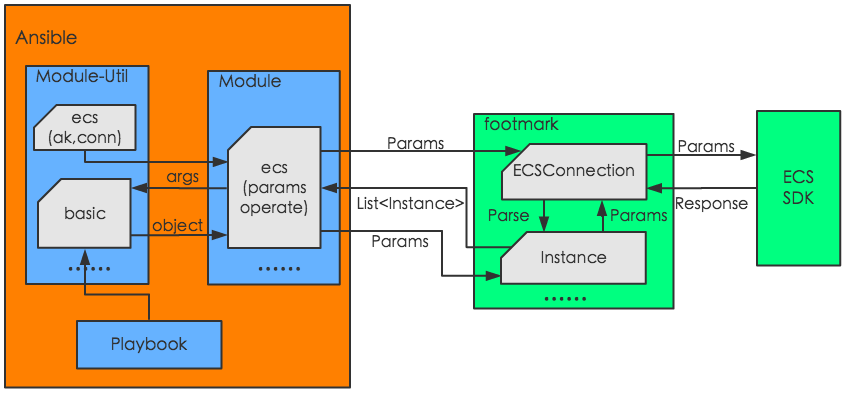 Ansible
Module-Util
ecs
(ak,conn)
args
basic
object
......
Playbook
Module
ecs
(params
operate)
......
Params
List<Instance>
Params
footmark
ECSConnection
Parse
Params
Instance
......
Params
Response
ECS
SDK